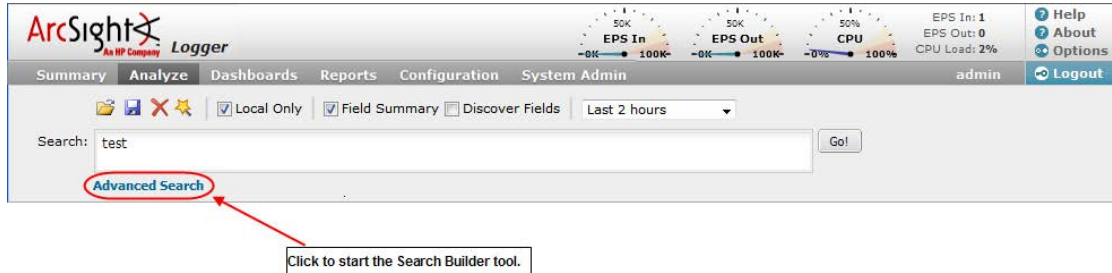 ArcSight Logger
An HP Company
50K
EPS In
0K 100K
50K
EPS Out
0K 100K
50%
CPU
0% 100%
EPS In: 1
EPS Out: 0
CPU Load: 2%
Help
About
Options
Summary Analyze Dashboards Reports Configuration System Admin admin Logout
Local Only Field Summary Discover Fields Last 2 hours
Search: test Go!
Advanced Search
Click to start the Search Builder tool.